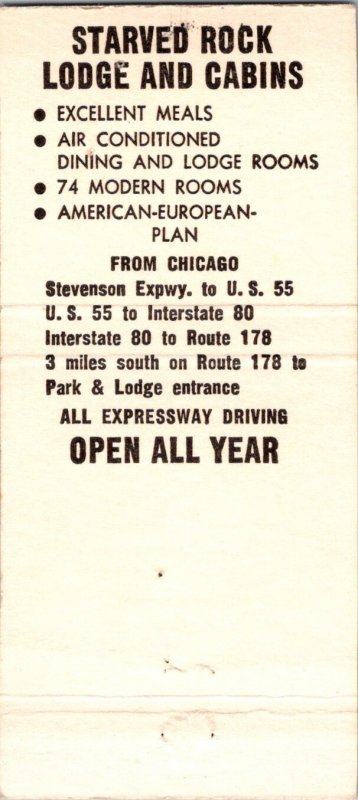 STARVED ROCK
LODGE AND CABINS
● EXCELLENT MEALS
● AIR CONDITIONED
DINING AND LODGE ROOMS
● 74 MODERN ROOMS
● AMERICAN-EUROPEAN-
PLAN
FROM CHICAGO
Stevenson Expwy. to U. S. 55
U. S. 55 to Interstate 80
Interstate 80 to Route 178
3 miles south on Route 178 to
Park & Lodge entrance
ALL EXPRESSWAY DRIVING
OPEN ALL YEAR